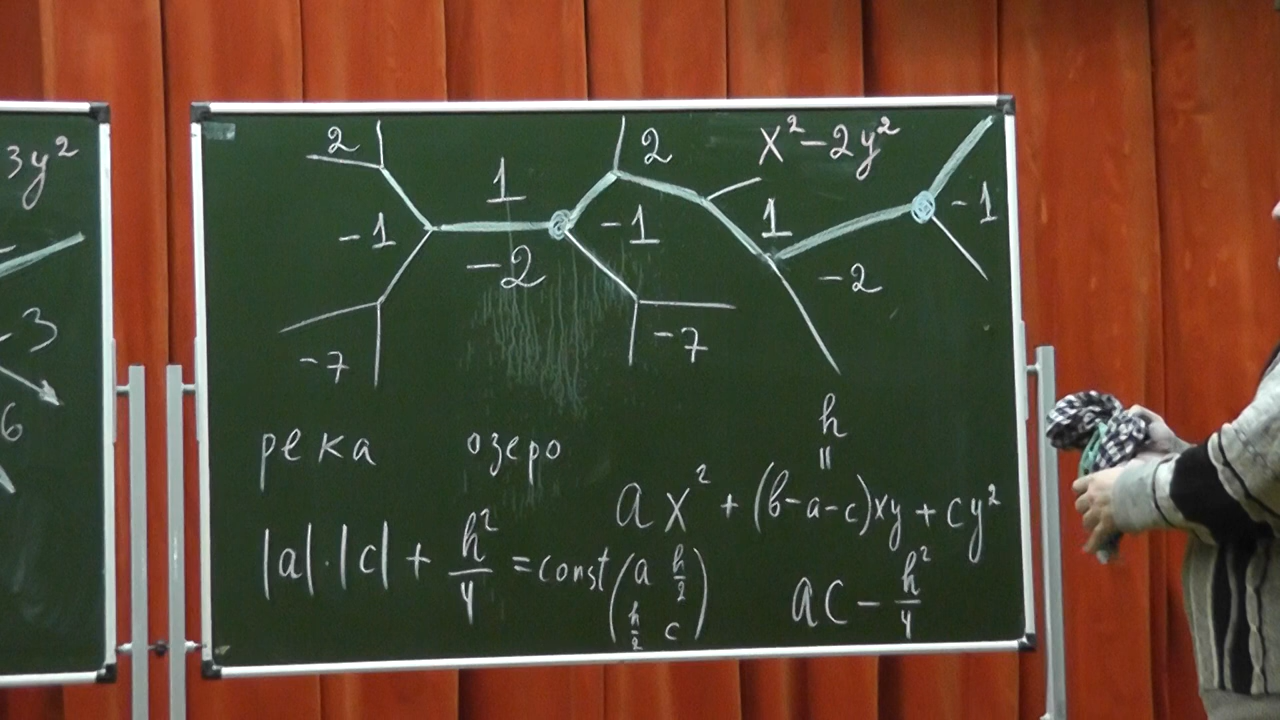 3y²
-3
6
x²-2y²
2
2
1
-1
-1
1
-1
-2
-2
-7
-7
река озеро
h
॥
ax² + (b-a-c)xy + cy²
|a|·|c| + h²/4 = const (a h/2
h/2 c) ac - h²/4